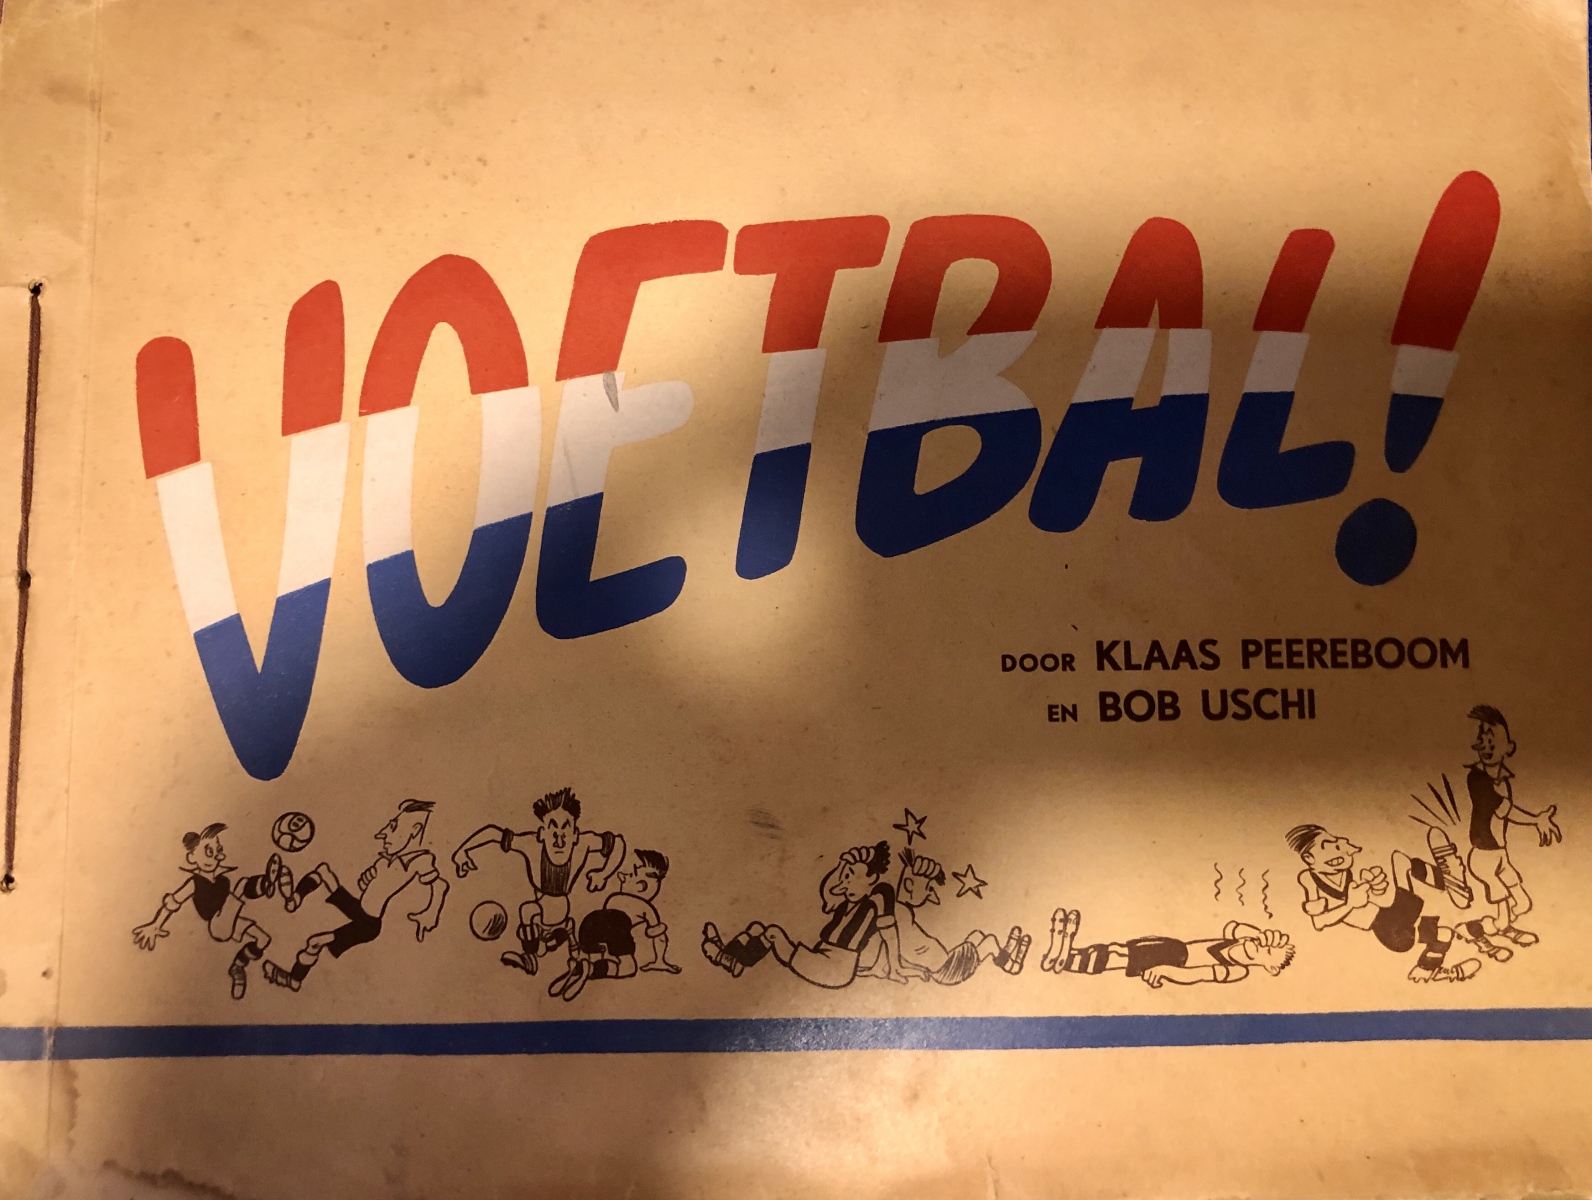 VOETBAL!
DOOR KLAAS PEEREBOOM
EN BOB USCHI